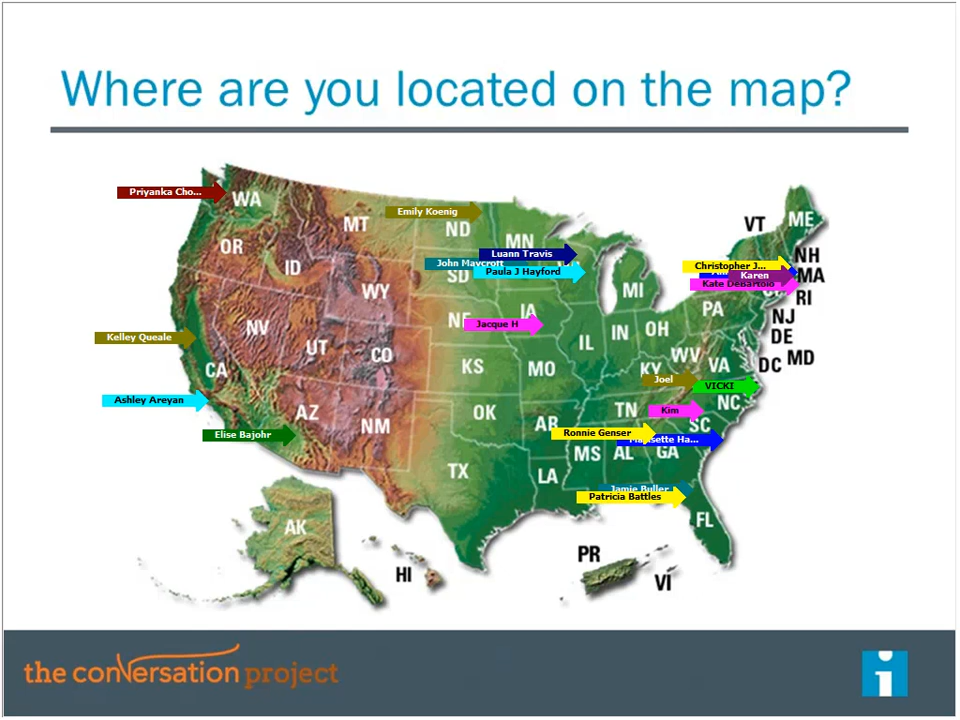 Where are you located on the map?
Priyanka Cho...
WA
ME
VT
Emily Koenig
MT
ND
OR
MN
NH
Luann Travis
John Maycroft
Christopher J...
ID
SD
Paula J Hayford
Karen
MA
Kate DeBartolo
WY
MI
RI
IA
PA
NJ
NV
Jacque H
OH
DE
Kelley Queale
UT
CO
IL
IN
WV
MD
CA
KS
MO
KY
VA
DC
Joel
VICKI
Ashley Areyan
AZ
OK
TN
Kim
NC
NM
AR
SC
Elise Bajohr
Ronnie Genser
Ha...
MS
AL
GA
TX
LA
Jamie Buller
Patricia Battles
FL
AK
PR
HI
VI
the conversation project
i